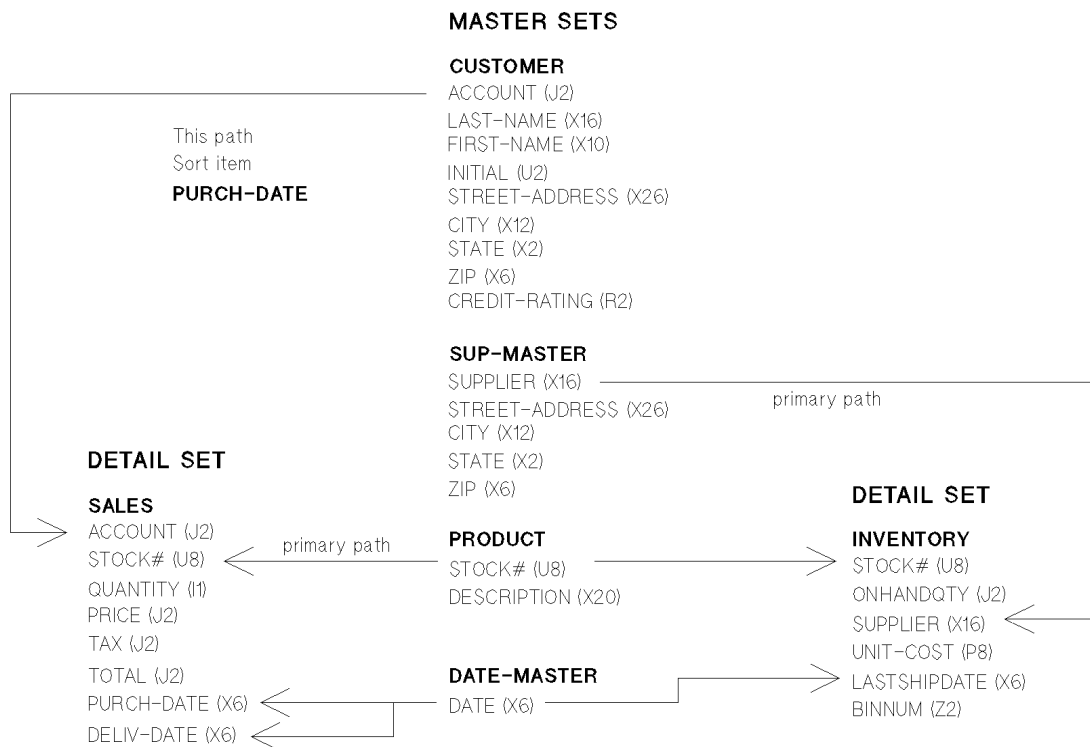 MASTER SETS
CUSTOMER
ACCOUNT (J2)
LAST-NAME (X16)
FIRST-NAME (X10)
INITIAL (U2)
STREET-ADDRESS (X26)
CITY (X12)
STATE (X2)
ZIP (X6)
CREDIT-RATING (R2)
This path
Sort item
PURCH-DATE
SUP-MASTER
SUPPLIER (X16)
STREET-ADDRESS (X26)
CITY (X12)
STATE (X2)
ZIP (X6)
primary path
DETAIL SET
SALES
ACCOUNT (J2)
STOCK# (U8)
QUANTITY (I1)
PRICE (J2)
TAX (J2)
TOTAL (J2)
PURCH-DATE (X6)
DELIV-DATE (X6)
primary path
PRODUCT
STOCK# (U8)
DESCRIPTION (X20)
DATE-MASTER
DATE (X6)
DETAIL SET
INVENTORY
STOCK# (U8)
ONHANDQTY (J2)
SUPPLIER (X16)
UNIT-COST (P8)
LASTSHIPDATE (X6)
BINNUM (Z2)